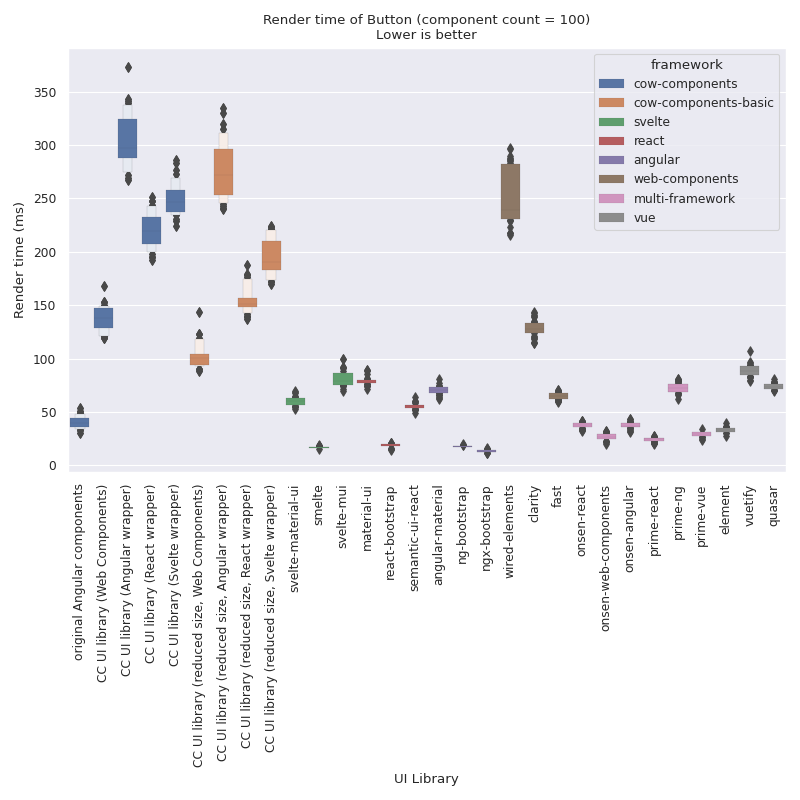 Render time of Button (component count = 100)
Lower is better
framework
cow-components
cow-components-basic
svelte
react
angular
web-components
multi-framework
vue
Render time (ms)
350
300
250
200
150
100
50
0
original Angular components
CC UI library (Web Components)
CC UI library (Angular wrapper)
CC UI library (React wrapper)
CC UI library (Svelte wrapper)
CC UI library (reduced size, Web Components)
CC UI library (reduced size, Angular wrapper)
CC UI library (reduced size, React wrapper)
CC UI library (reduced size, Svelte wrapper)
svelte-material-ui
smelte
svelte-mui
material-ui
react-bootstrap
semantic-ui-react
angular-material
ng-bootstrap
ngx-bootstrap
wired-elements
clarity
fast
onsen-react
onsen-web-components
onsen-angular
prime-react
prime-ng
prime-vue
element
vuetify
quasar
UI Library